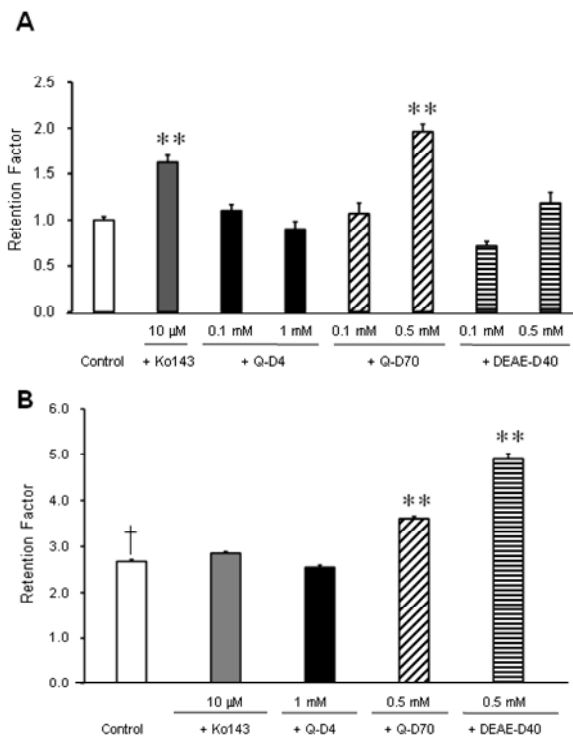 A
Retention Factor
2.5
2.0
1.5
1.0
0.5
0.0
**
**
10 μM 0.1 mM 1 mM 0.1 mM 0.5 mM 0.1 mM 0.5 mM
Control + Ko143 + Q-D4 + Q-D70 + DEAE-D40
B
Retention Factor
6.0
5.0
4.0
3.0
2.0
1.0
0.0
†
**
**
10 μM 1 mM 0.5 mM 0.5 mM
Control + Ko143 + Q-D4 + Q-D70 + DEAE-D40